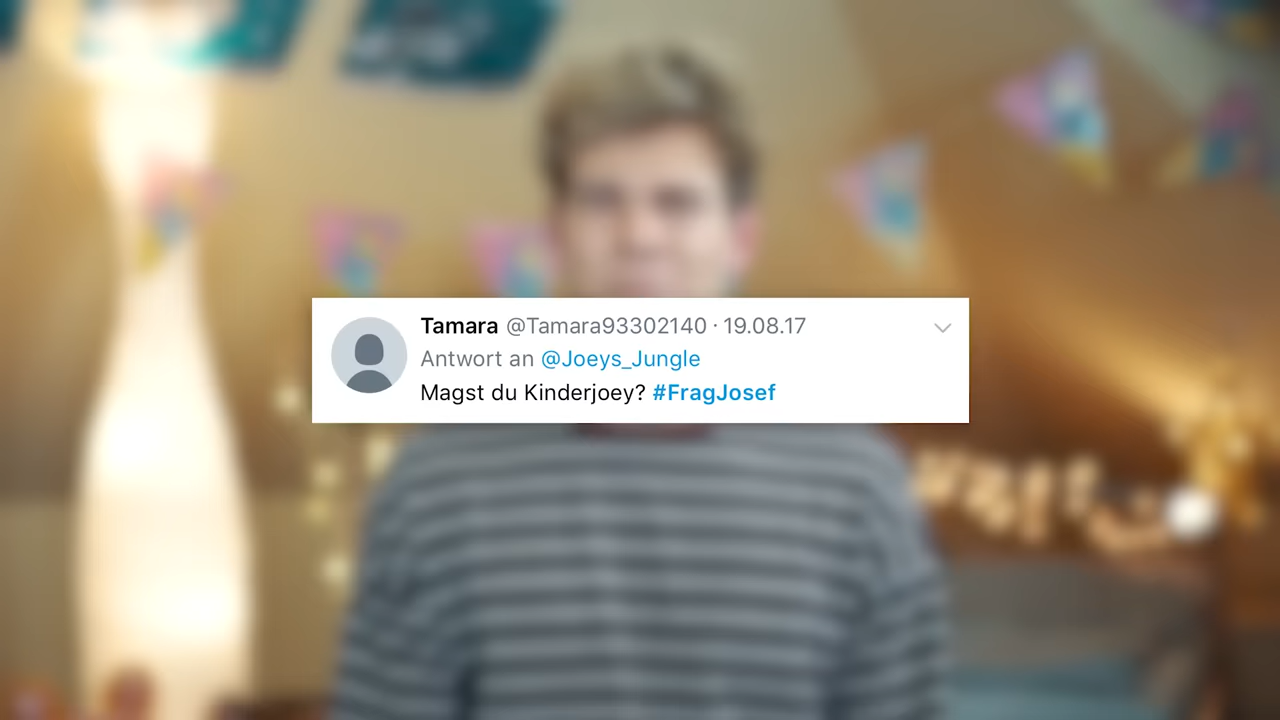 Tamara @Tamara93302140 · 19.08.17
Antwort an @Joeys_Jungle
Magst du Kinderjoey? #FragJosef